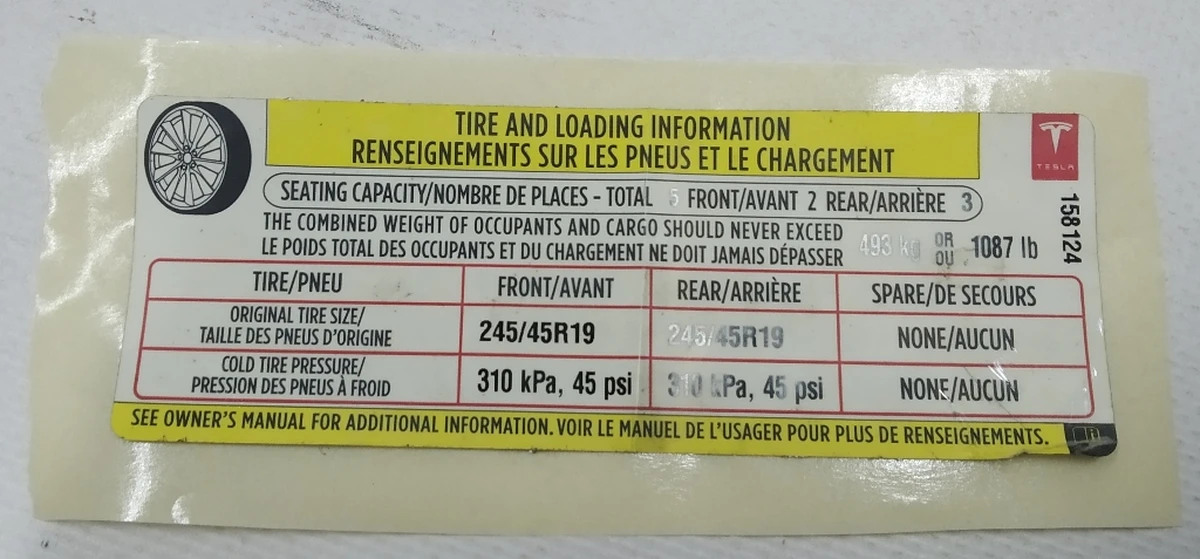 TIRE AND LOADING INFORMATION
RENSEIGNEMENTS SUR LES PNEUS ET LE CHARGEMENT
TESLA
SEATING CAPACITY/NOMBRE DE PLACES - TOTAL 5 FRONT/AVANT 2 REAR/ARRIÈRE 3
THE COMBINED WEIGHT OF OCCUPANTS AND CARGO SHOULD NEVER EXCEED
LE POIDS TOTAL DES OCCUPANTS ET DU CHARGEMENT NE DOIT JAMAIS DÉPASSER
493 kg OR 1087 lb
OU
158124
TIRE/PNEU FRONT/AVANT REAR/ARRIÈRE SPARE/DE SECOURS
ORIGINAL TIRE SIZE/
TAILLE DES PNEUS D'ORIGINE 245/45R19 245/45R19 NONE/AUCUN
COLD TIRE PRESSURE/
PRESSION DES PNEUS À FROID 310 kPa, 45 psi 310 kPa, 45 psi NONE/AUCUN
SEE OWNER'S MANUAL FOR ADDITIONAL INFORMATION. VOIR LE MANUEL DE L'USAGER POUR PLUS DE RENSEIGNEMENTS.